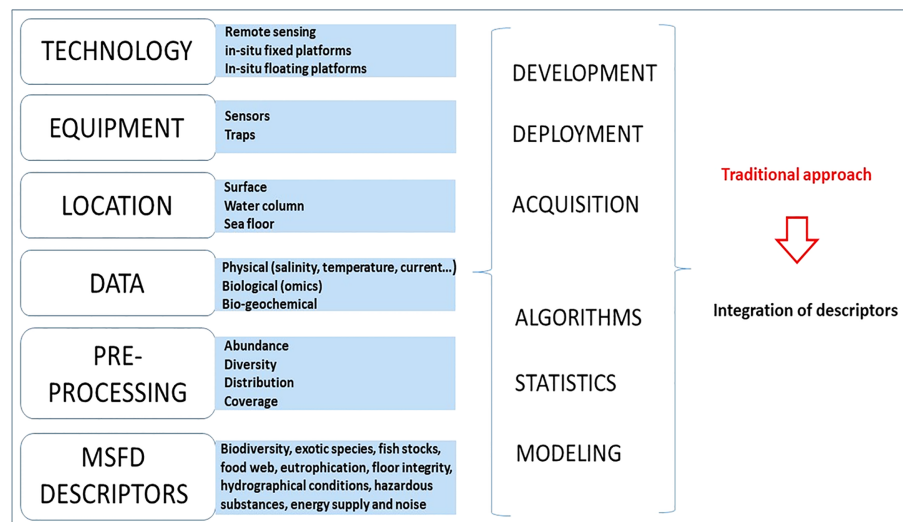 TECHNOLOGY
Remote sensing
in-situ fixed platforms
In-situ floating platforms
EQUIPMENT
Sensors
Traps
LOCATION
Surface
Water column
Sea floor
DATA
Physical (salinity, temperature, current...)
Biological (omics)
Bio-geochemical
PRE-
PROCESSING
Abundance
Diversity
Distribution
Coverage
MSFD
DESCRIPTORS
Biodiversity, exotic species, fish stocks,
food web, eutrophication, floor integrity,
hydrographical conditions, hazardous
substances, energy supply and noise
DEVELOPMENT
DEPLOYMENT
ACQUISITION
ALGORITHMS
STATISTICS
MODELING
Traditional approach
Integration of descriptors